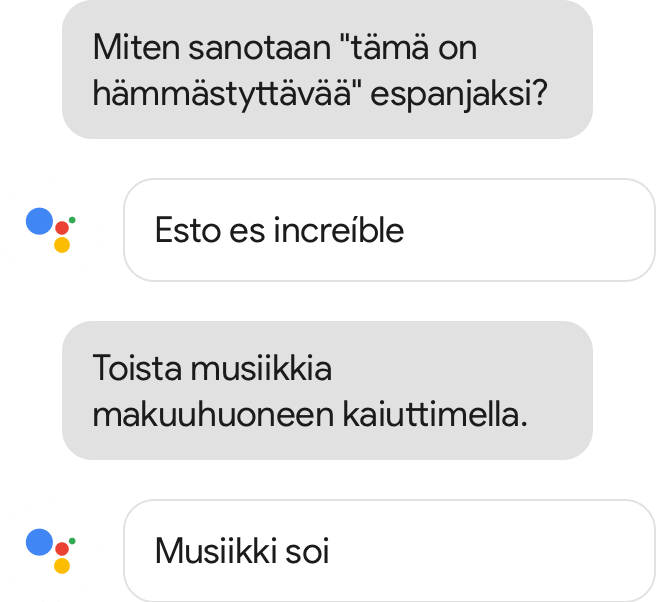 Miten sanotaan "tämä on
hämmästyttävää" espanjaksi?
Esto es increíble
Toista musiikkia
makuuhuoneen kaiuttimella.
Musiikki soi